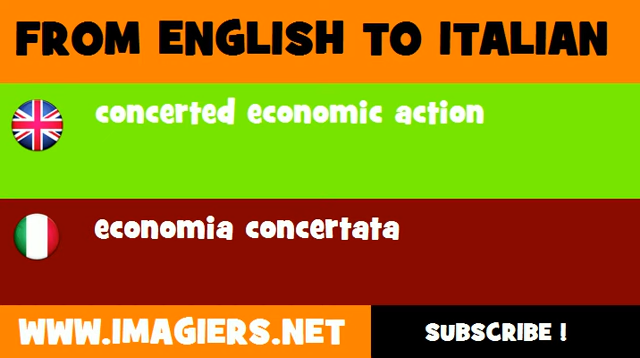 FROM ENGLISH TO ITALIAN
concerted economic action
economia concertata
WWW.IMAGIERS.NET
SUBSCRIBE !